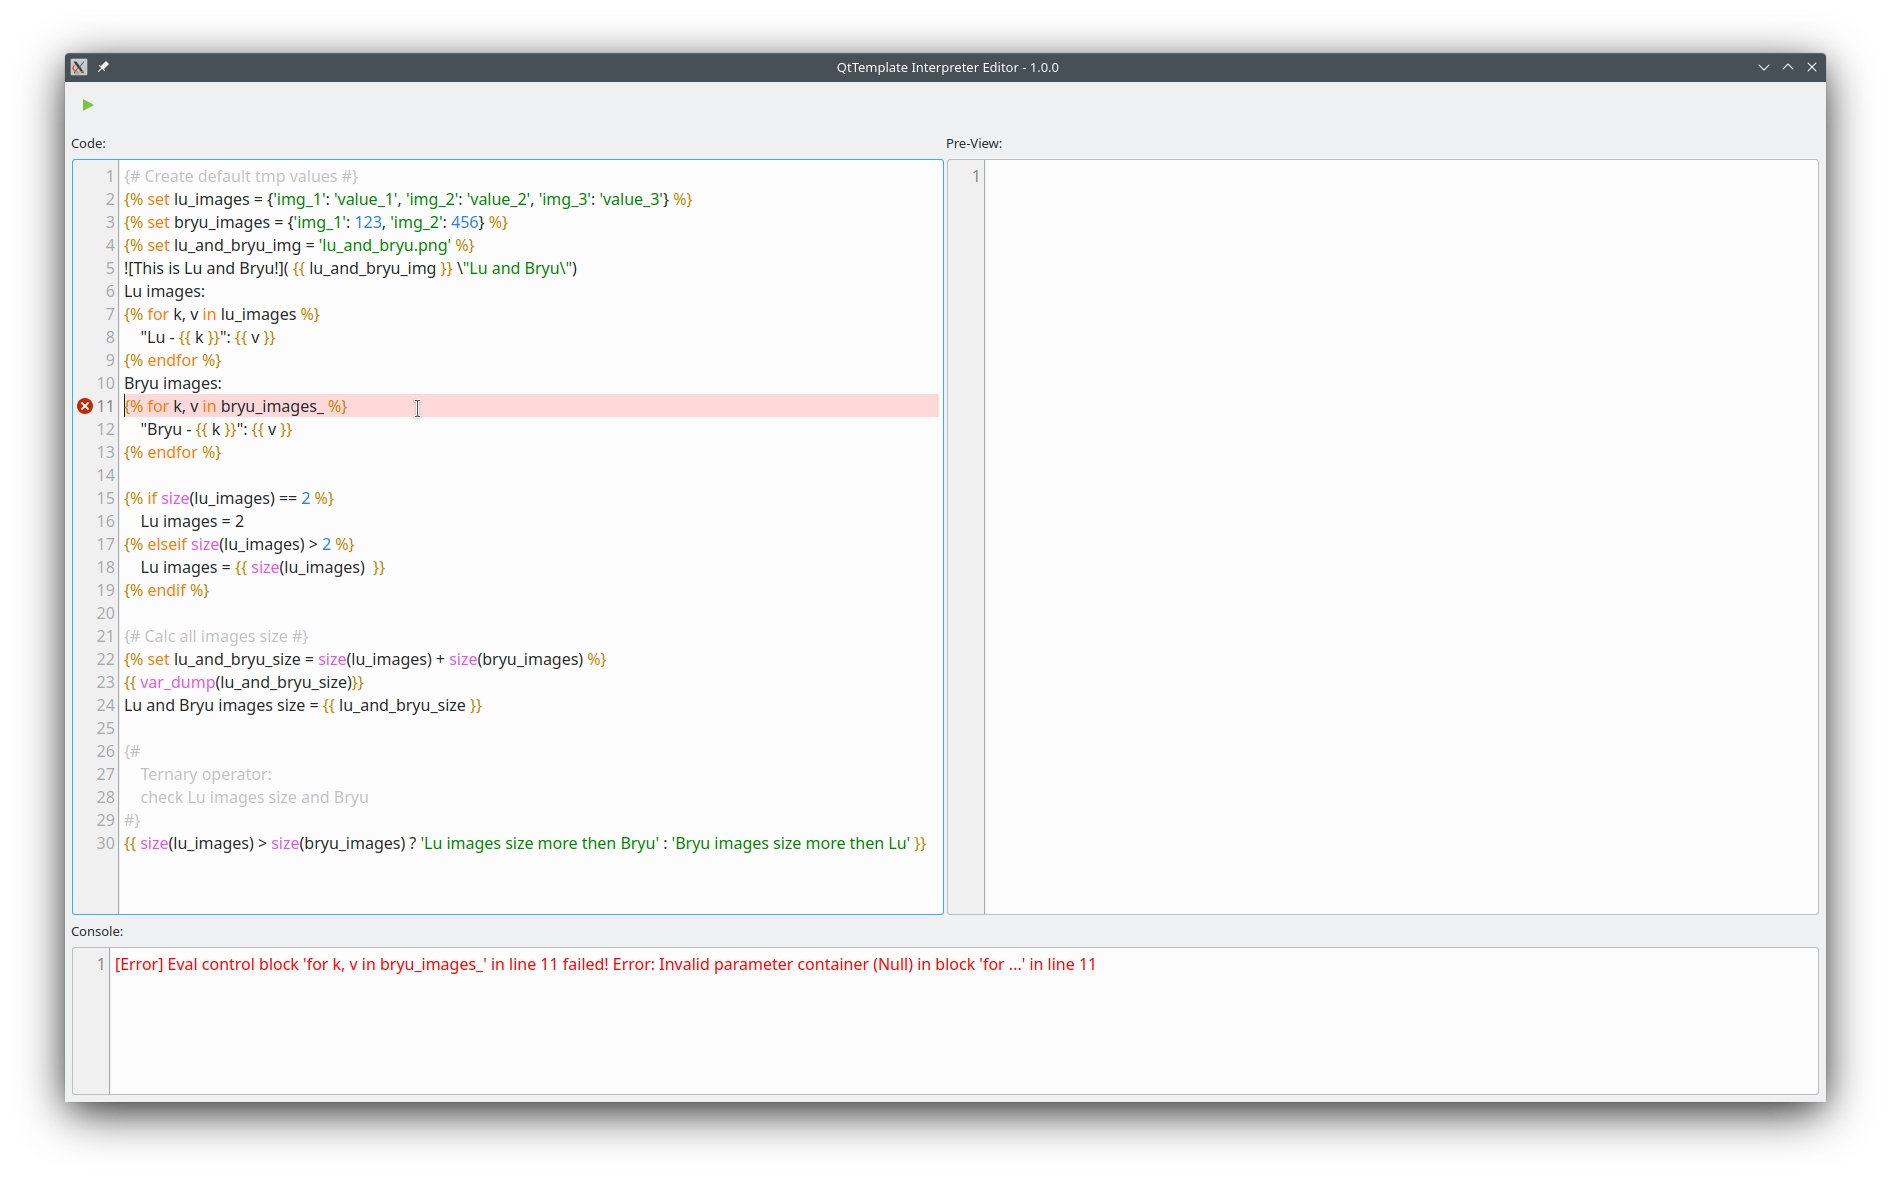 QtTemplate Interpreter Editor - 1.0.0
Code:
1 {# Create default tmp values #}
2 {% set lu_images = {'img_1': 'value_1', 'img_2': 'value_2', 'img_3': 'value_3'} %}
3 {% set bryu_images = {'img_1': 123, 'img_2': 456} %}
4 {% set lu_and_bryu_img = 'lu_and_bryu.png' %}
5 ![This is Lu and Bryu!]( {{ lu_and_bryu_img }} \"Lu and Bryu\")
6 Lu images:
7 {% for k, v in lu_images %}
8     "Lu - {{ k }}": {{ v }}
9 {% endfor %}
10 Bryu images:
11 {% for k, v in bryu_images_ %}
12     "Bryu - {{ k }}": {{ v }}
13 {% endfor %}
14
15 {% if size(lu_images) == 2 %}
16     Lu images = 2
17 {% elseif size(lu_images) > 2 %}
18     Lu images = {{ size(lu_images)  }}
19 {% endif %}
20
21 {# Calc all images size #}
22 {% set lu_and_bryu_size = size(lu_images) + size(bryu_images) %}
23 {{ var_dump(lu_and_bryu_size)}}
24 Lu and Bryu images size = {{ lu_and_bryu_size }}
25
26 {#
27     Ternary operator:
28     check Lu images size and Bryu
29 #}
30 {{ size(lu_images) > size(bryu_images) ? 'Lu images size more then Bryu' : 'Bryu images size more then Lu' }}
Pre-View:
1
Console:
1 [Error] Eval control block 'for k, v in bryu_images_' in line 11 failed! Error: Invalid parameter container (Null) in block 'for ...' in line 11